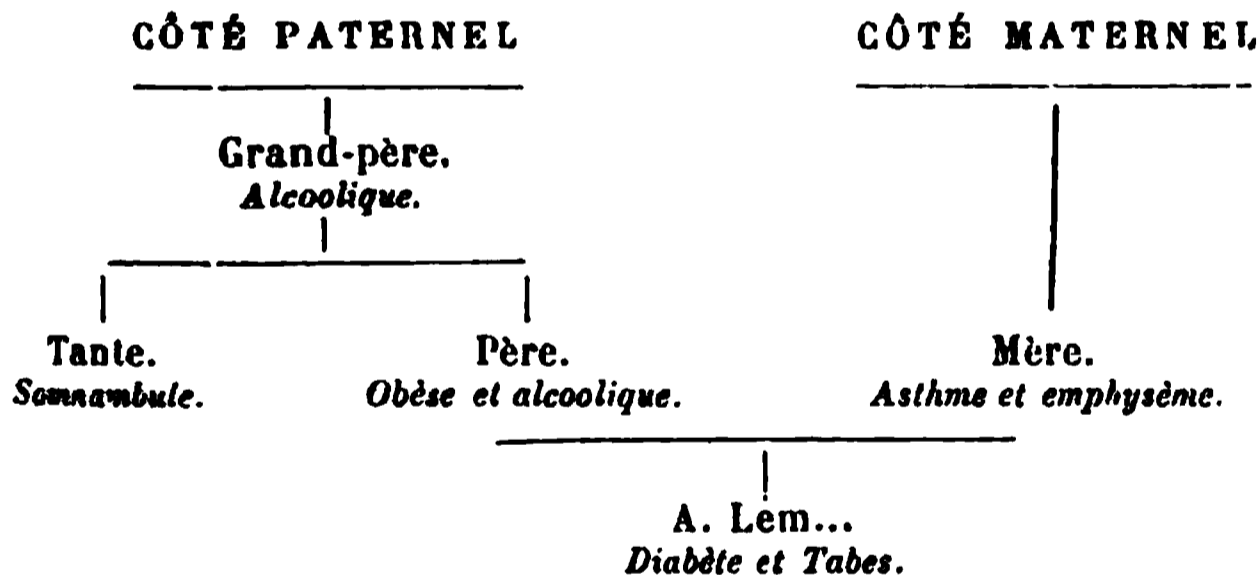 CÔTÉ PATERNEL
CÔTÉ MATERNEL
Grand-père.
Alcoolique.
Tante.
Somnambule.
Père.
Obèse et alcoolique.
Mère.
Asthme et emphysème.
A. Lem...
Diabète et Tabes.